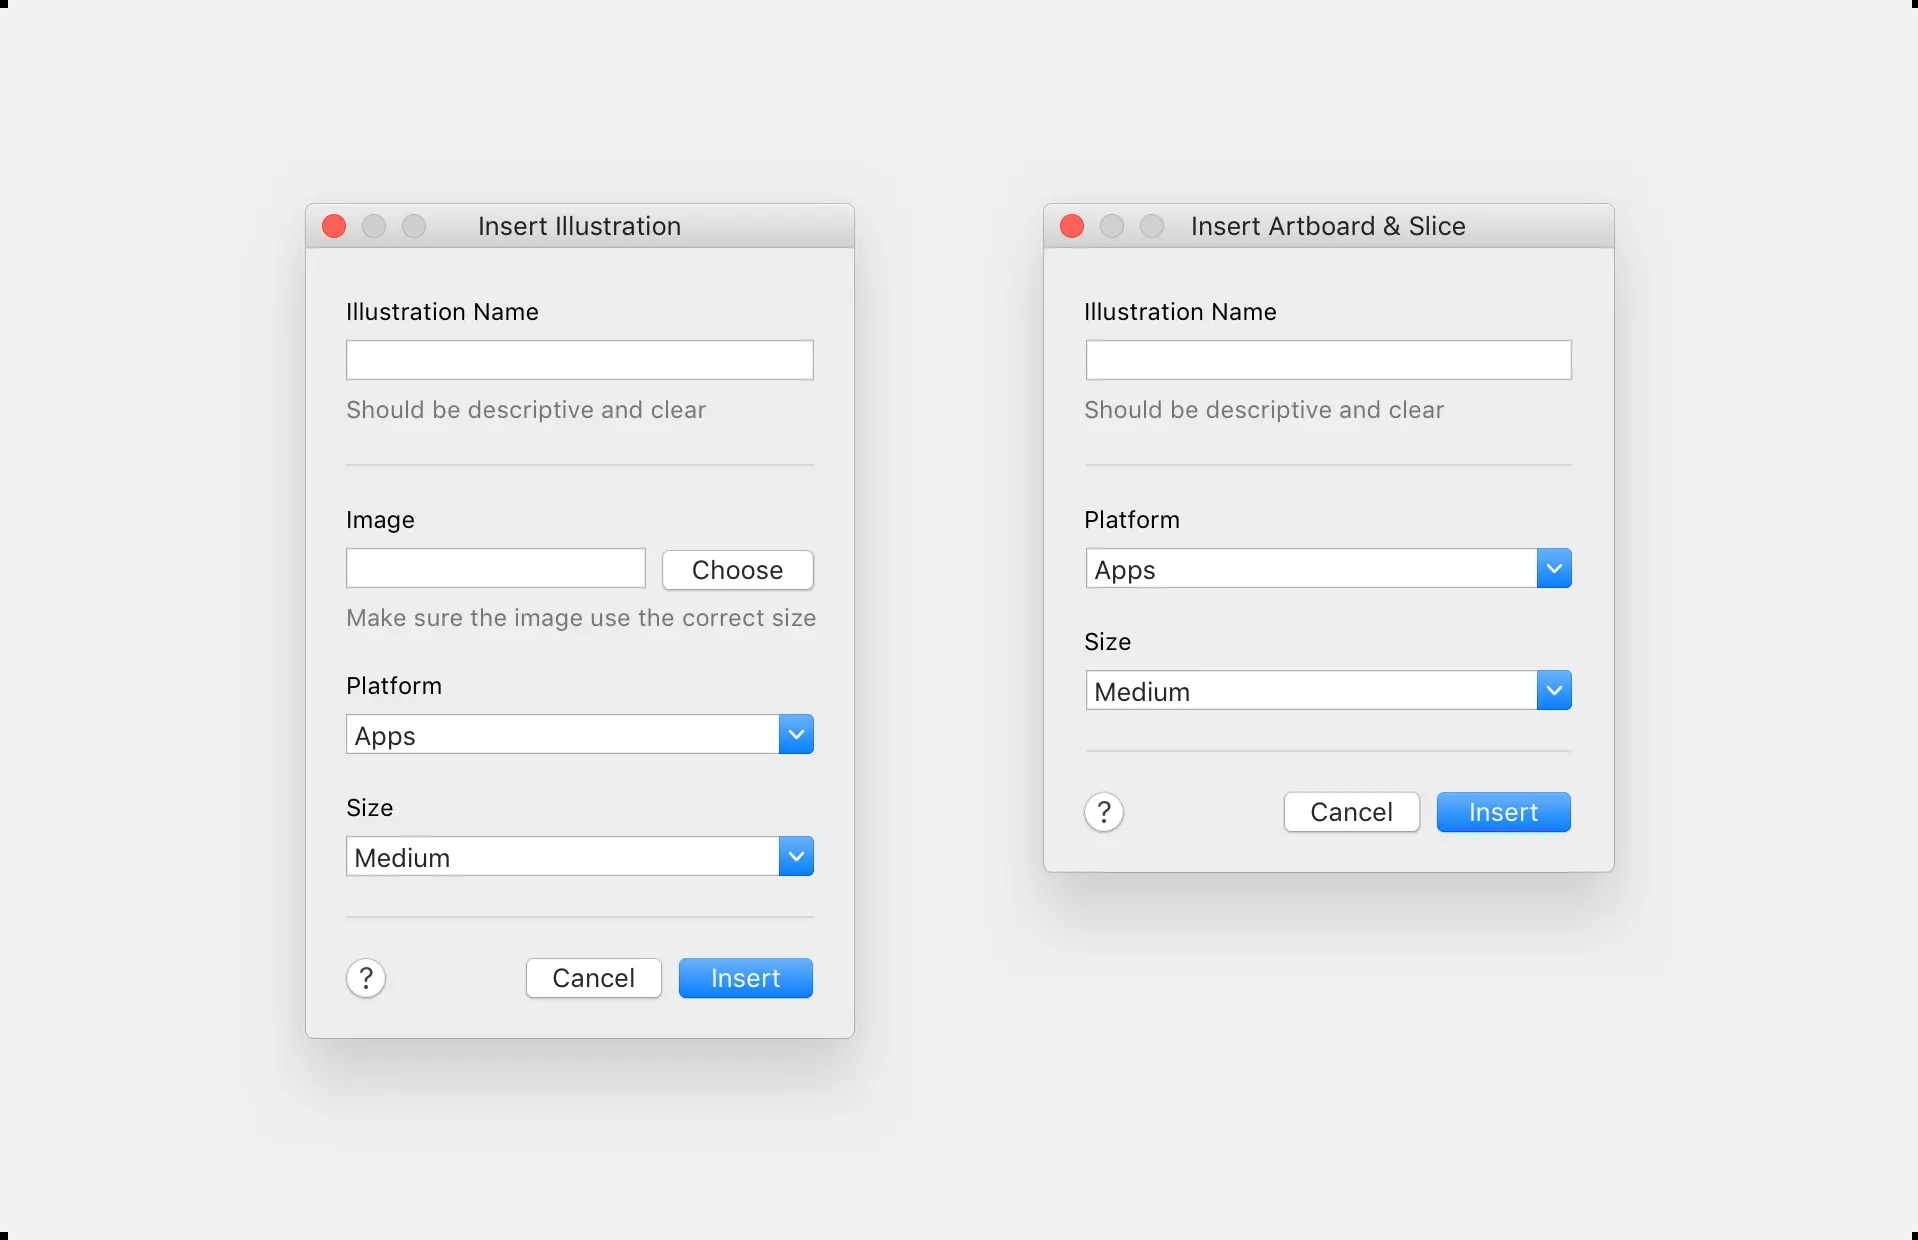 Insert Illustration
Illustration Name
Should be descriptive and clear
Image
Choose
Make sure the image use the correct size
Platform
Apps
Size
Medium
?
Cancel
Insert
Insert Artboard & Slice
Illustration Name
Should be descriptive and clear
Platform
Apps
Size
Medium
?
Cancel
Insert